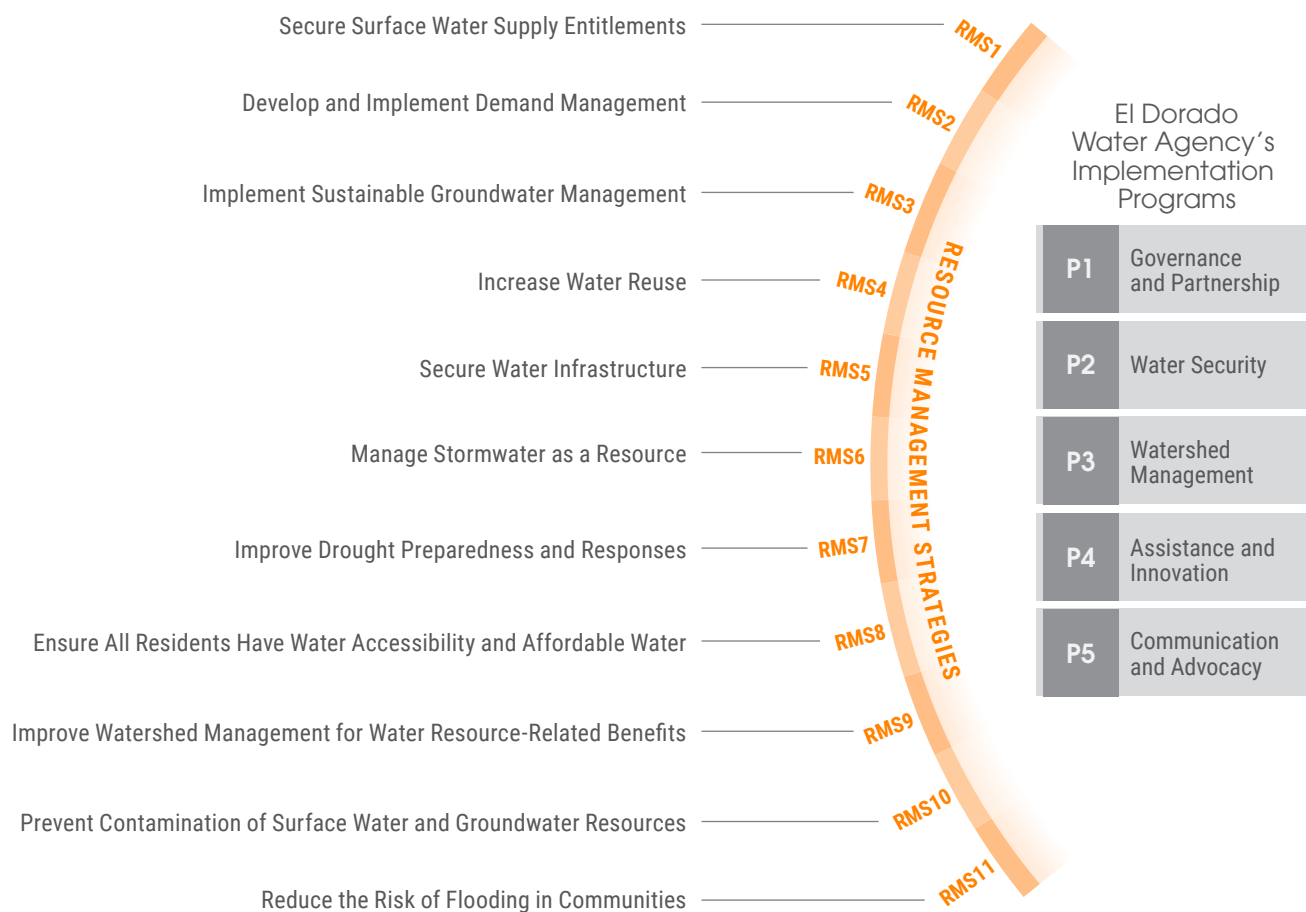 Secure Surface Water Supply Entitlements
RMS1
Develop and Implement Demand Management
RMS2
Implement Sustainable Groundwater Management
RMS3
Increase Water Reuse
RMS4
Secure Water Infrastructure
RMS5
Manage Stormwater as a Resource
RMS6
Improve Drought Preparedness and Responses
RMS7
Ensure All Residents Have Water Accessibility and Affordable Water
RMS8
Improve Watershed Management for Water Resource-Related Benefits
RMS9
Prevent Contamination of Surface Water and Groundwater Resources
RMS10
Reduce the Risk of Flooding in Communities
RMS11
RESOURCE MANAGEMENT STRATEGIES
El Dorado
Water Agency's
Implementation
Programs
P1
Governance
and Partnership
P2
Water Security
P3
Watershed
Management
P4
Assistance and
Innovation
P5
Communication
and Advocacy